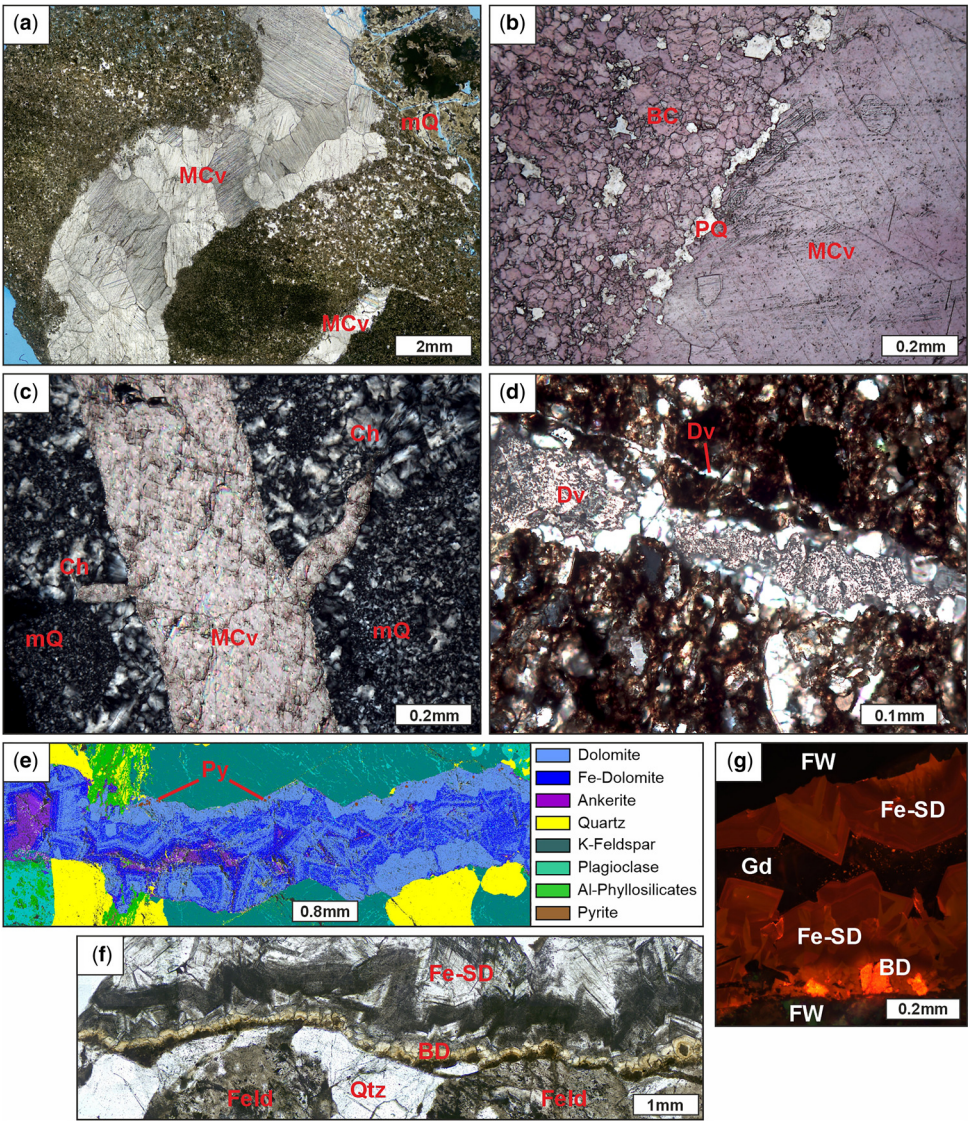 (a)
mQ
MCv
MCv
2mm
(b)
BC
PQ
MCv
0.2mm
(c)
Ch
Ch
mQ
MCv
mQ
0.2mm
(d)
Dv
Dv
0.1mm
(e)
Py
0.8mm
Dolomite
Fe-Dolomite
Ankerite
Quartz
K-Feldspar
Plagioclase
Al-Phyllosilicates
Pyrite
(f)
Fe-SD
BD
Qtz
Feld
Feld
1mm
(g)
FW
Fe-SD
Gd
Fe-SD
BD
FW
0.2mm